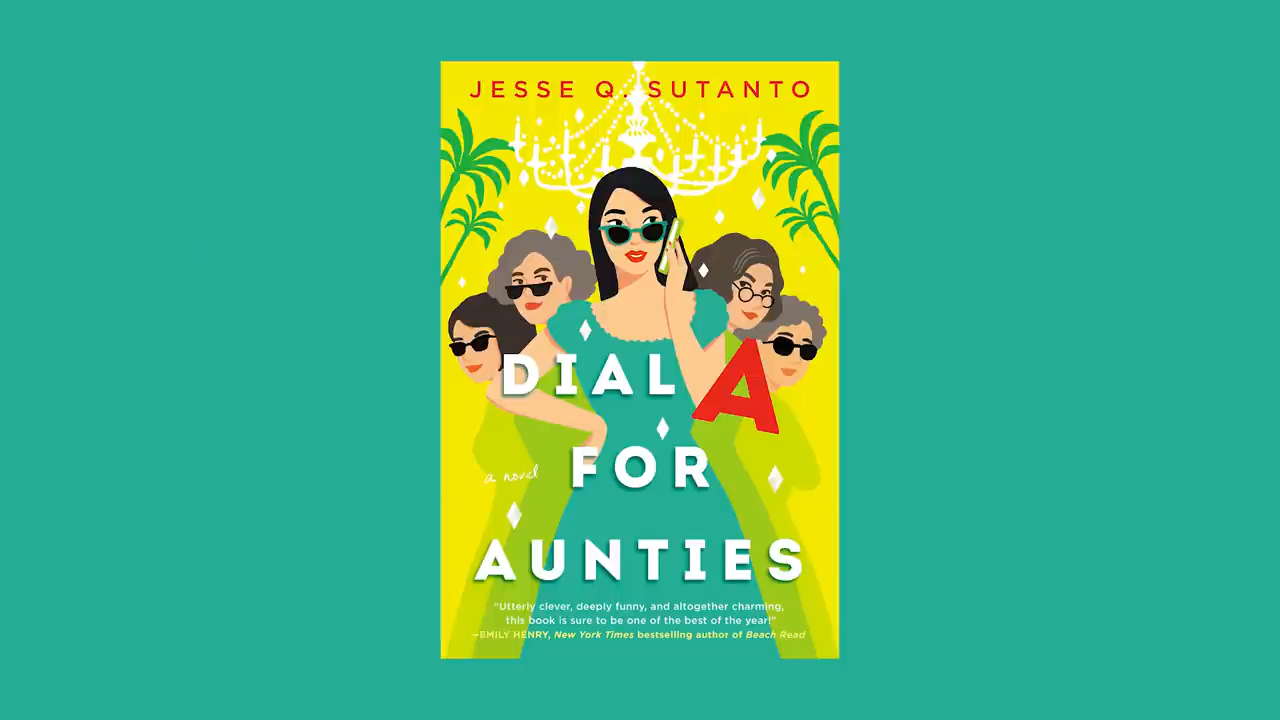 JESSE Q. SUTANTO
DIAL A
FOR
a novel
AUNTIES
"Utterly clever, deeply funny, and altogether charming,
this book is sure to be one of the best of the year!"
—EMILY HENRY, New York Times bestselling author of Beach Read